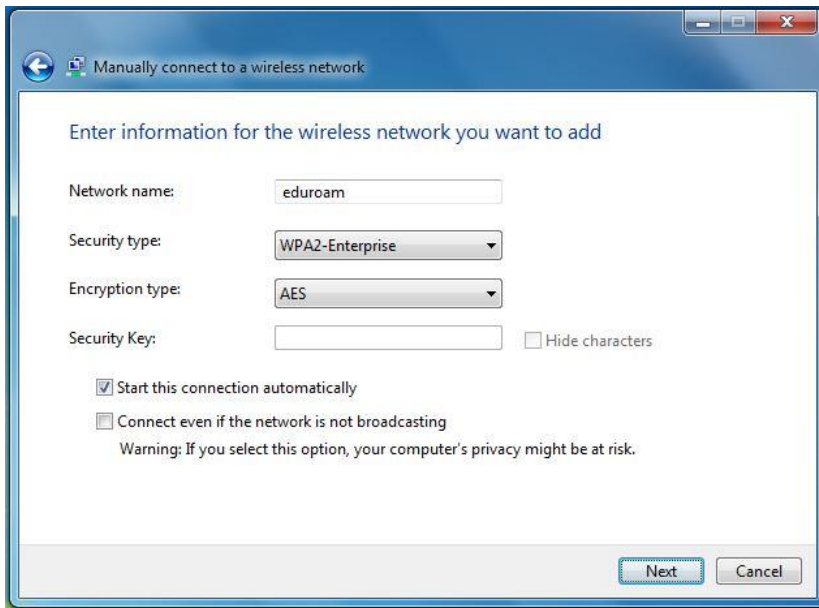 Manually connect to a wireless network
Enter information for the wireless network you want to add
Network name: eduroam
Security type: WPA2-Enterprise
Encryption type: AES
Security Key: Hide characters
Start this connection automatically
Connect even if the network is not broadcasting
Warning: If you select this option, your computer's privacy might be at risk.
Next Cancel